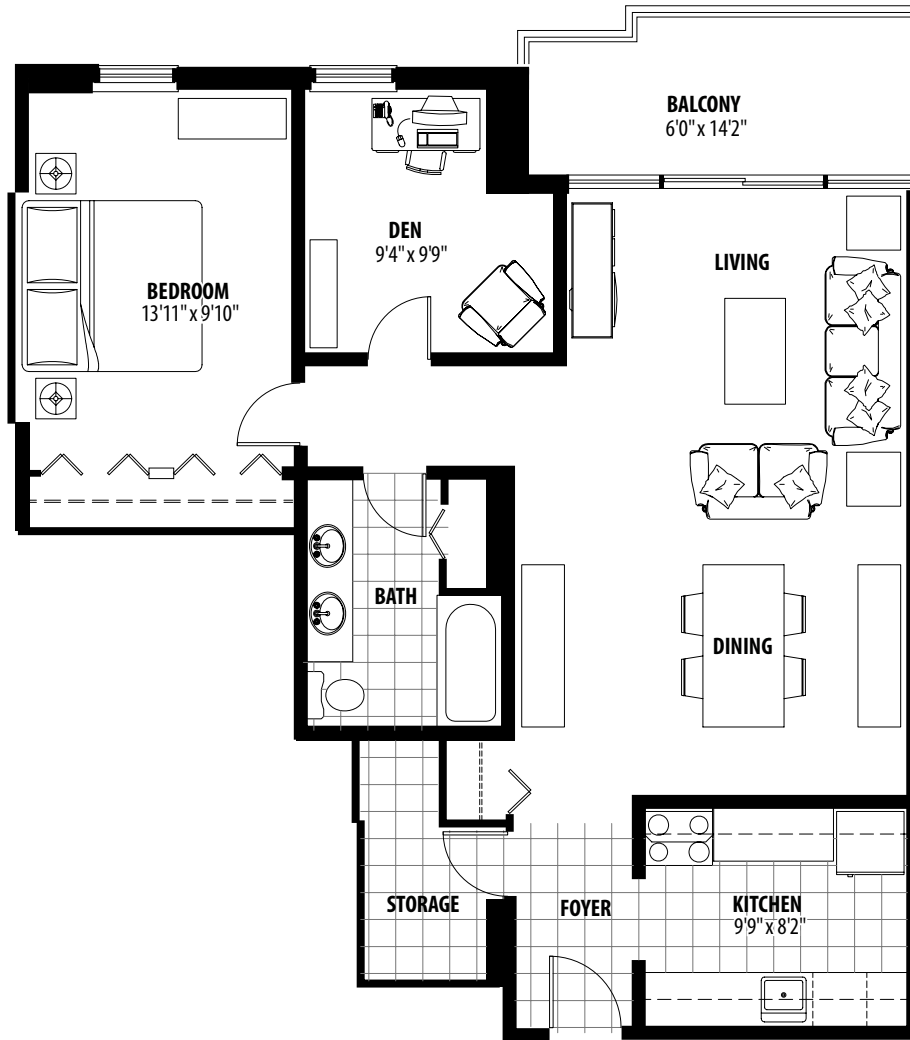 BALCONY
6'0" x 14'2"
DEN
9'4" x 9'9"
LIVING
BEDROOM
13'11" x 9'10"
BATH
DINING
STORAGE
FOYER
KITCHEN
9'9" x 8'2"